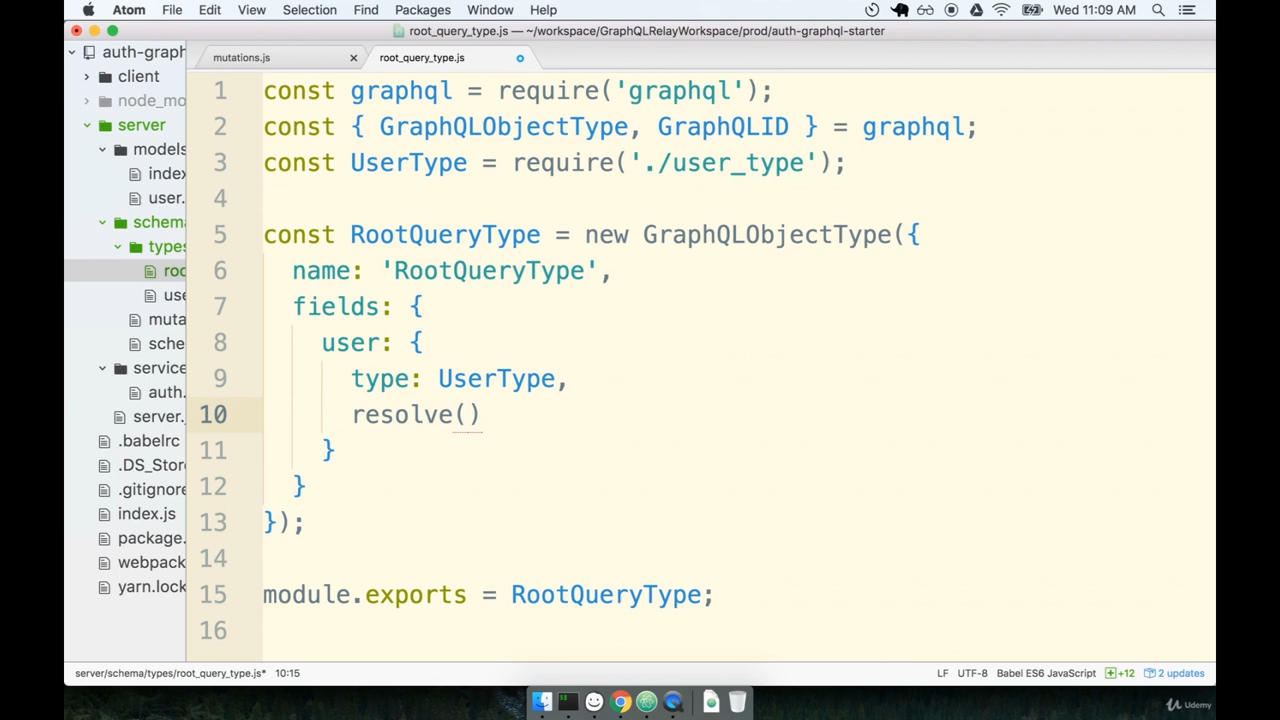 Atom File Edit View Selection Find Packages Window Help Wed 11:09 AM
root_query_type.js — ~/workspace/GraphQLRelayWorkspace/prod/auth-graphql-starter
auth-graph
client
node_mo
server
models
index
user.
schema
types
roo
use
muta
sche
service
auth.
server.
.babelrc
.DS_Store
.gitignore
index.js
package.
webpack
yarn.lock
mutations.js root_query_type.js
1 const graphql = require('graphql');
2 const { GraphQLObjectType, GraphQLID } = graphql;
3 const UserType = require('./user_type');
4
5 const RootQueryType = new GraphQLObjectType({
6 name: 'RootQueryType',
7 fields: {
8 user: {
9 type: UserType,
10 resolve()
11 }
12 }
13 });
14
15 module.exports = RootQueryType;
16
server/schema/types/root_query_type.js* 10:15 LF UTF-8 Babel ES6 JavaScript +12 2 updates
Udemy